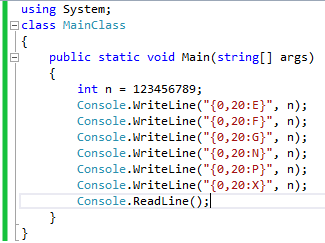 using System;
class MainClass
{
    public static void Main(string[] args)
    {
        int n = 123456789;
        Console.WriteLine("{0,20:E}", n);
        Console.WriteLine("{0,20:F}", n);
        Console.WriteLine("{0,20:G}", n);
        Console.WriteLine("{0,20:N}", n);
        Console.WriteLine("{0,20:P}", n);
        Console.WriteLine("{0,20:X}", n);
        Console.ReadLine();
    }
}